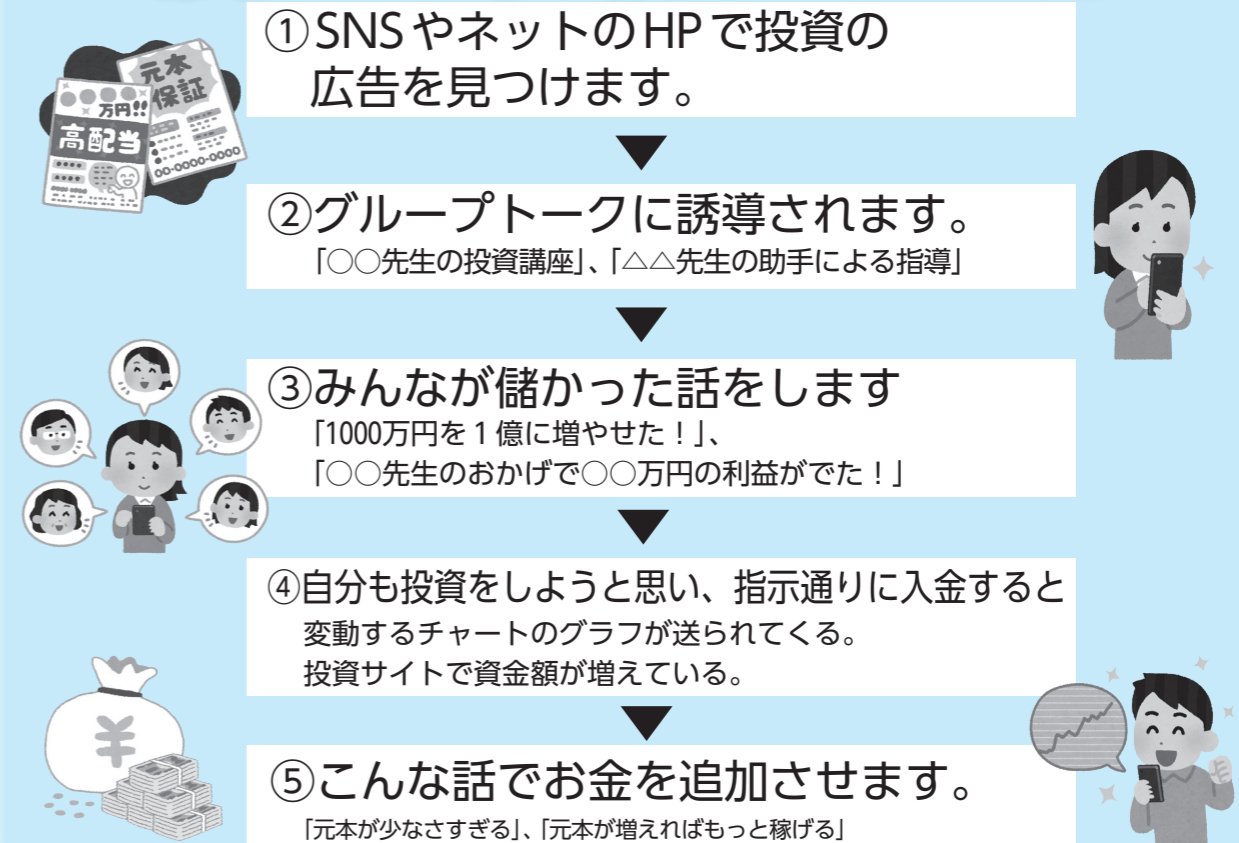 ①SNSやネットのHPで投資の
広告を見つけます。
元本
保証
00-0000-0000
万円!!
高配当
②グループトークに誘導されます。
「○○先生の投資講座」、「△△先生の助手による指導」
③みんなが儲かった話をします
「1000万円を1億に増やせた！」、
「○○先生のおかげで○○万円の利益がでた！」
④自分も投資をしようと思い、指示通りに入金すると
変動するチャートのグラフが送られてくる。
投資サイトで資金額が増えている。
¥
⑤こんな話でお金を追加させます。
「元本が少なさすぎる」、「元本が増えればもっと稼げる」